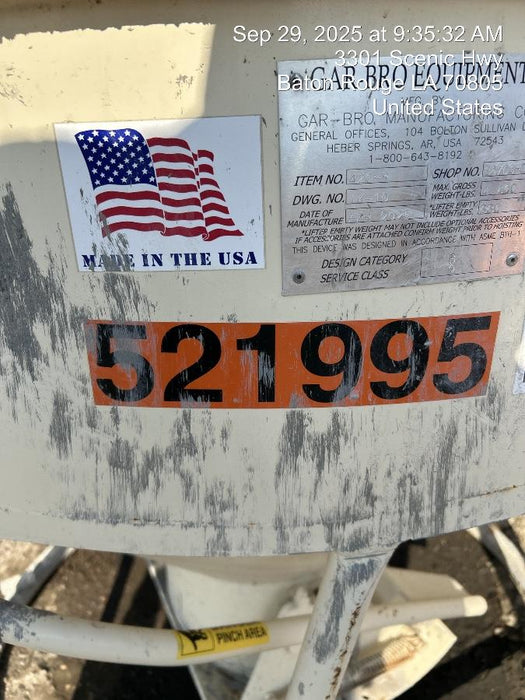 Sep 29, 2025 at 9:35:32 AM
3301 Scenic Hwy
Baton Rouge LA 70805
United States
GAR-BRO EQUIPMENT
GAR-BRO, MANUFACTURING CO
GENERAL OFFICES, 104 BOLTON SULLIVAN
HEBER SPRINGS, AR, USA 72543
1-800-643-8192
ITEM NO.
SHOP NO.
DWG. NO.
MAX. GROSS
WEIGHT-LBS.
DATE OF
MANUFACTURE
*LIFTER EMPTY
WEIGHT-LBS.
*LIFTER EMPTY WEIGHT MAY NOT INCLUDE OPTIONAL ACCESSORIES
IF ACCESSORIES ARE ATTACHED CONFIRM WEIGHT PRIOR TO HOISTING
THIS DEVICE WAS DESIGNED IN ACCORDANCE WITH ASME BTH-1
DESIGN CATEGORY
SERVICE CLASS
MADE IN THE USA
521995
PINCH AREA